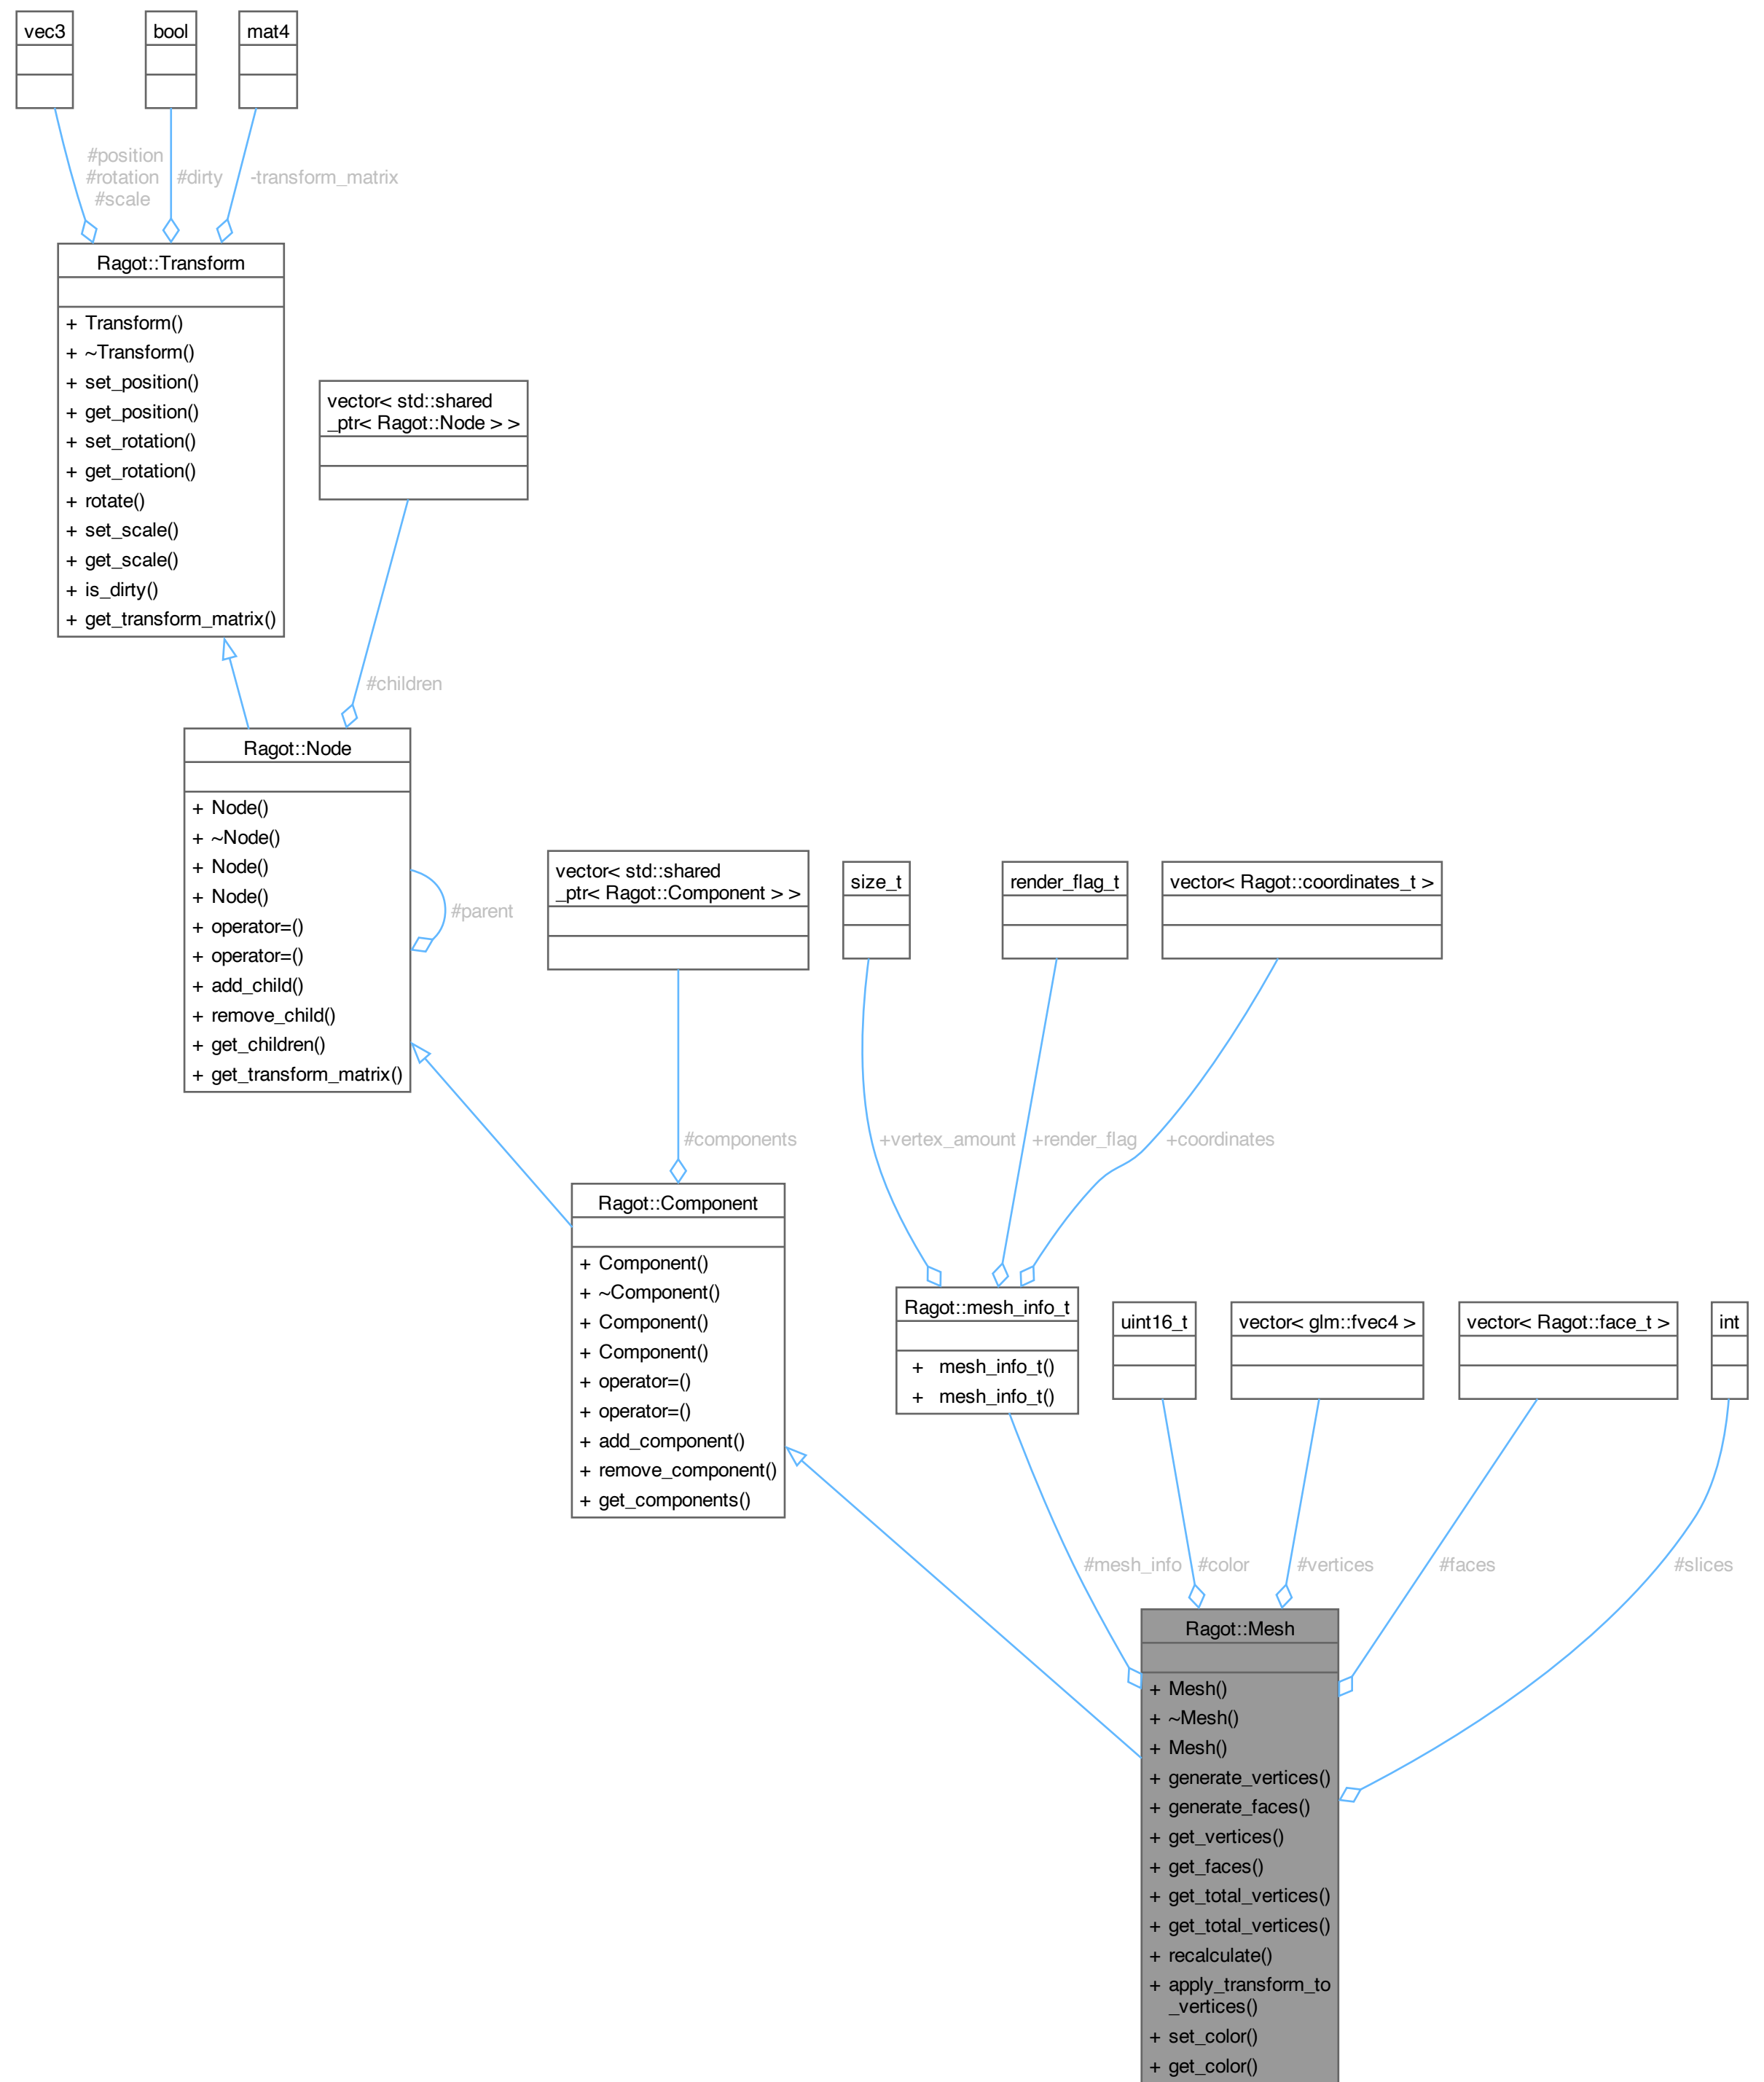 vec3
bool
mat4
#position
#rotation
#scale
#dirty
-transform_matrix
Ragot::Transform
+ Transform()
+ ~Transform()
+ set_position()
+ get_position()
+ set_rotation()
+ get_rotation()
+ rotate()
+ set_scale()
+ get_scale()
+ is_dirty()
+ get_transform_matrix()
vector< std::shared
_ptr< Ragot::Node > >
#children
Ragot::Node
+ Node()
+ ~Node()
+ Node()
+ Node()
+ operator=()
+ operator=()
+ add_child()
+ remove_child()
+ get_children()
+ get_transform_matrix()
#parent
vector< std::shared
_ptr< Ragot::Component > >
size_t
render_flag_t
vector< Ragot::coordinates_t >
#components
+vertex_amount
+render_flag
+coordinates
Ragot::Component
+ Component()
+ ~Component()
+ Component()
+ Component()
+ operator=()
+ operator=()
+ add_component()
+ remove_component()
+ get_components()
Ragot::mesh_info_t
+ mesh_info_t()
+ mesh_info_t()
uint16_t
vector< glm::fvec4 >
vector< Ragot::face_t >
int
#mesh_info
#color
#vertices
#faces
#slices
Ragot::Mesh
+ Mesh()
+ ~Mesh()
+ Mesh()
+ generate_vertices()
+ generate_faces()
+ get_vertices()
+ get_faces()
+ get_total_vertices()
+ get_total_vertices()
+ recalculate()
+ apply_transform_to
_vertices()
+ set_color()
+ get_color()